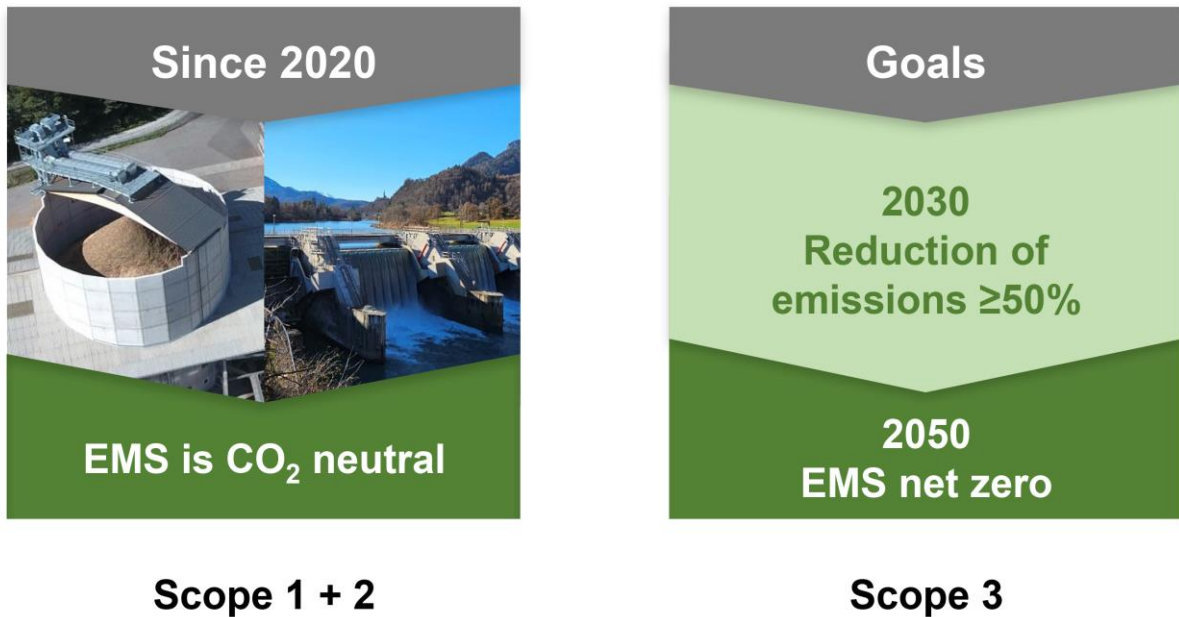 Since 2020
EMS is CO₂ neutral
Scope 1 + 2
Goals
2030
Reduction of
emissions ≥50%
2050
EMS net zero
Scope 3